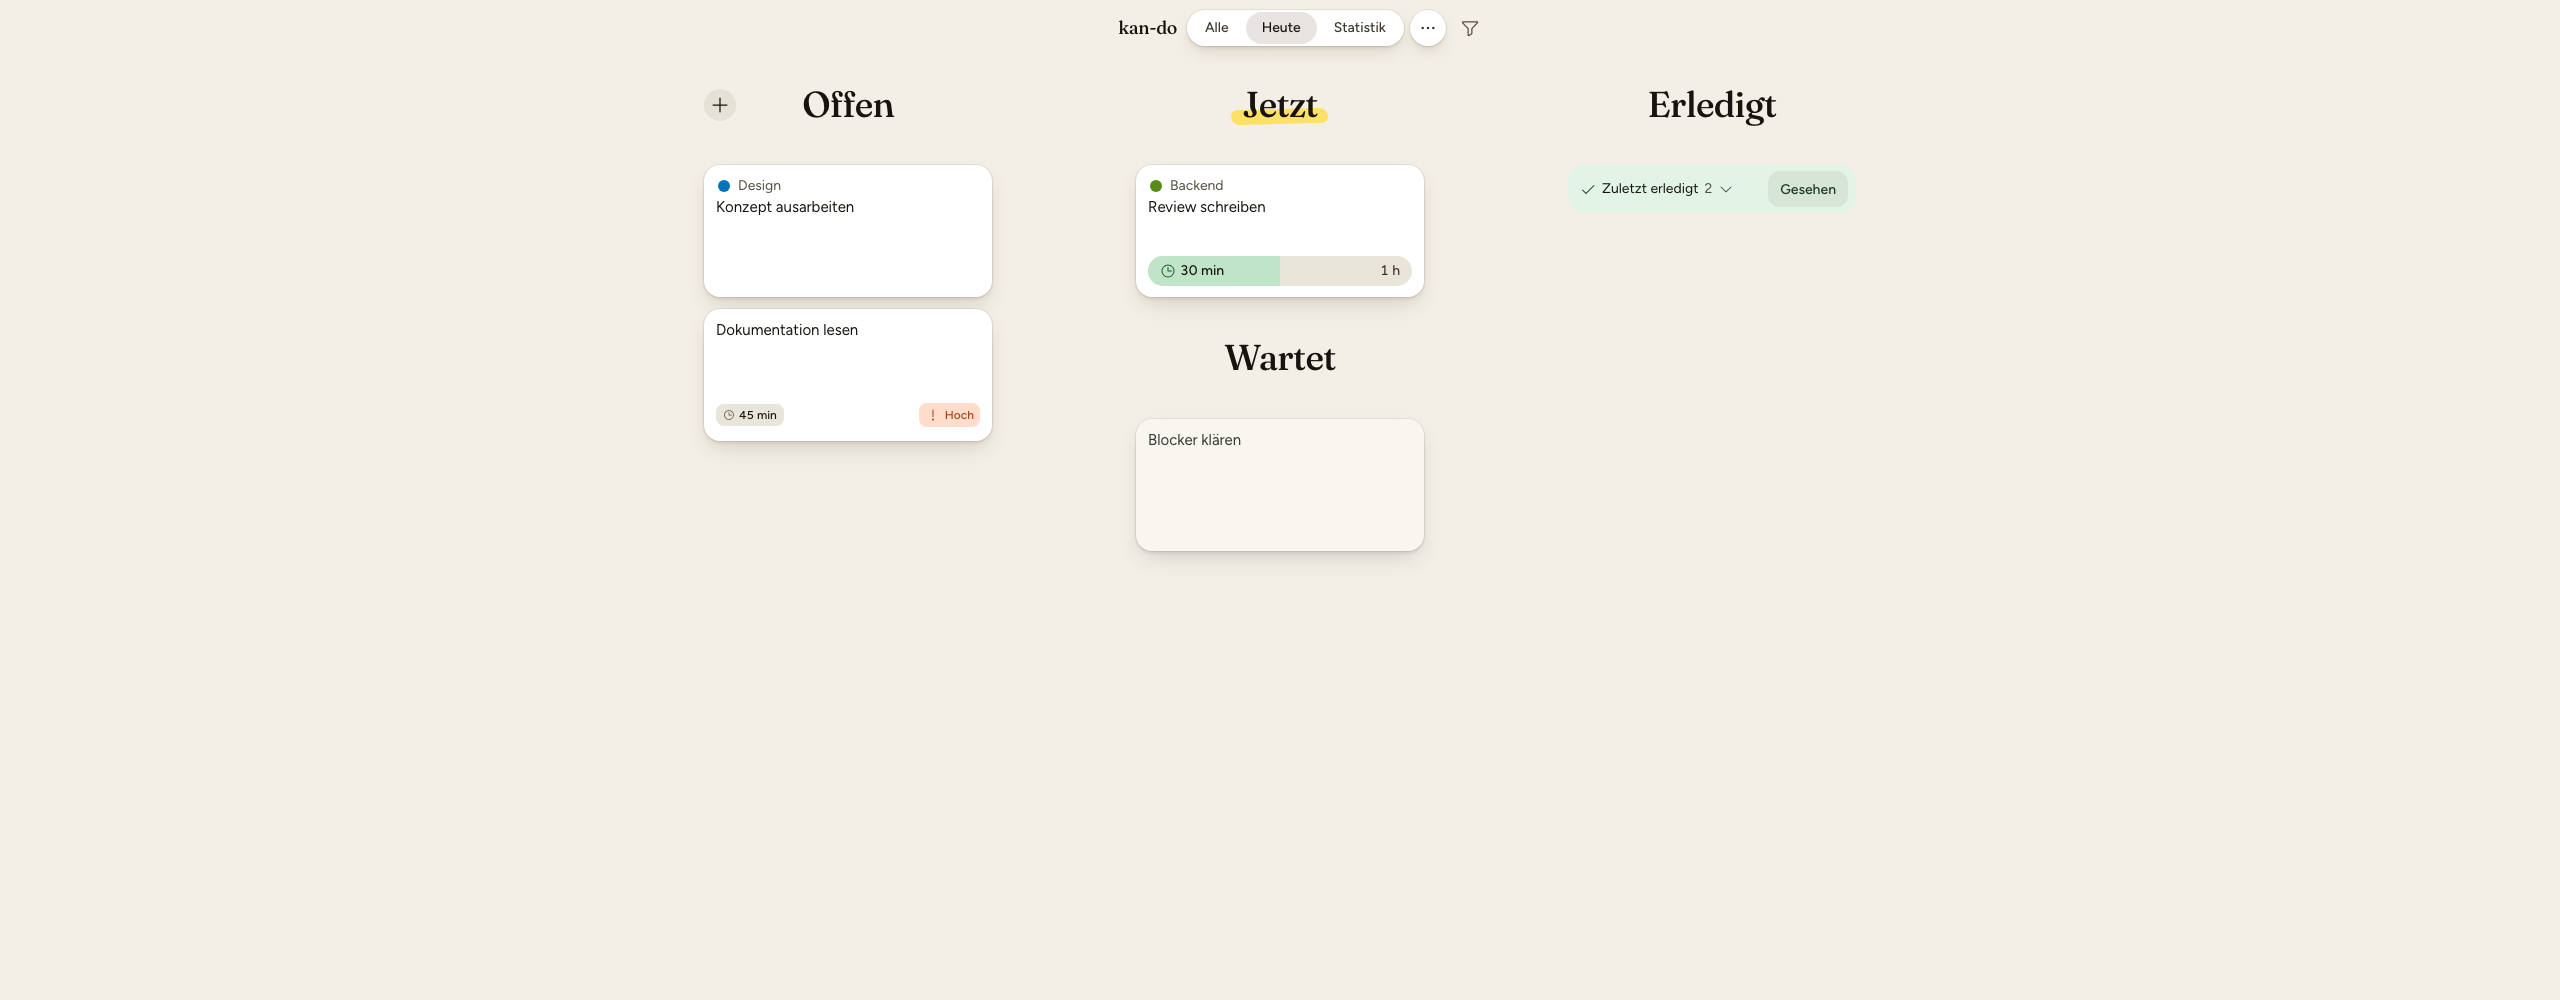 kan-do Alle Heute Statistik
Offen
Design
Konzept ausarbeiten
Dokumentation lesen
45 min ! Hoch
Jetzt
Backend
Review schreiben
30 min 1 h
Wartet
Blocker klären
Erledigt
Zuletzt erledigt 2 Gesehen